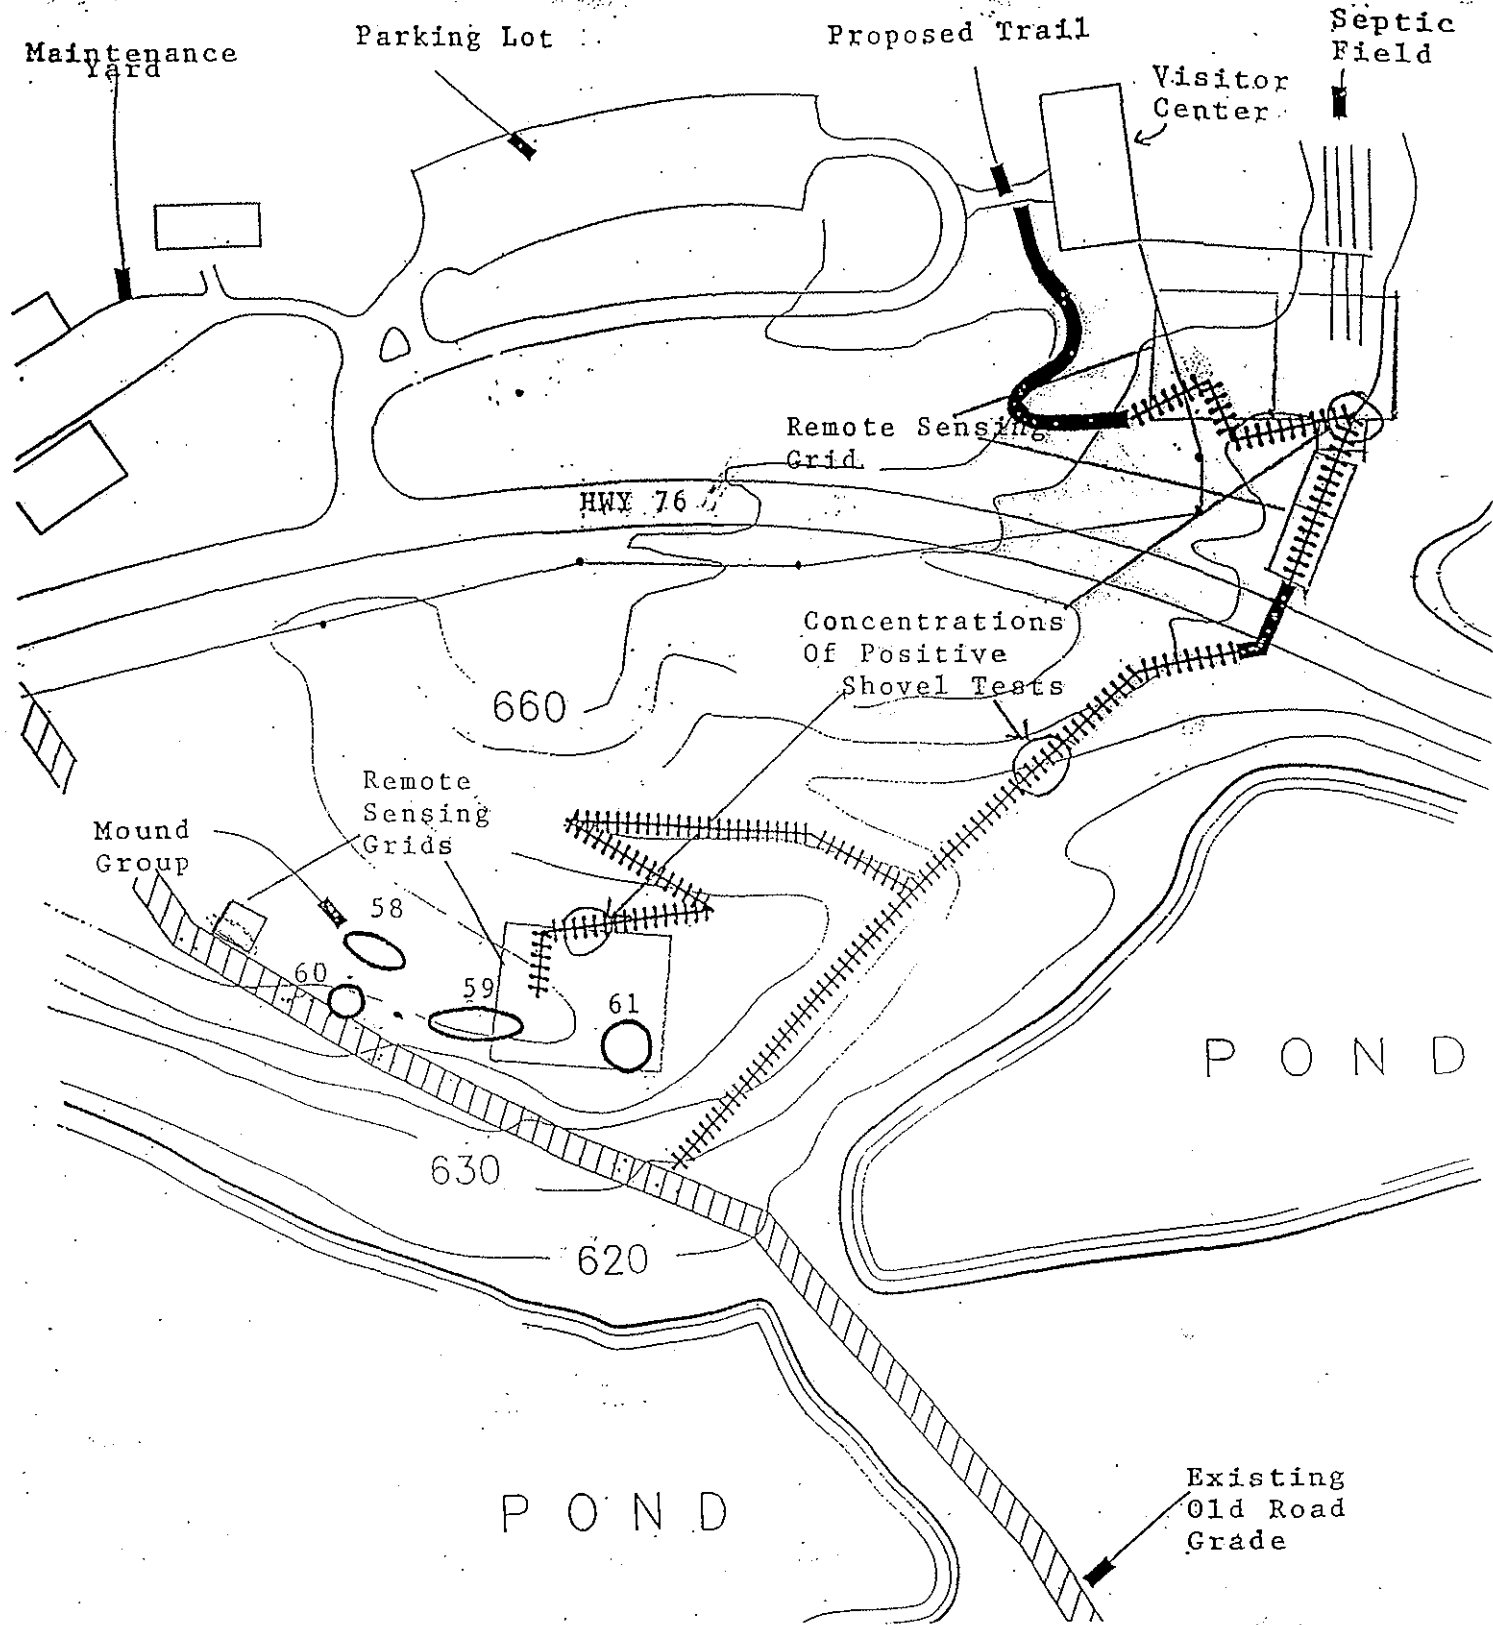 Maintenance
Yard
Parking Lot
Proposed Trail
Septic
Field
Visitor
Center
Remote Sensing
Grid
HWY 76
Concentrations
Of Positive
Shovel Tests
660
Remote
Sensing
Grids
Mound
Group
58
60
59
61
POND
630
620
POND
Existing
Old Road
Grade